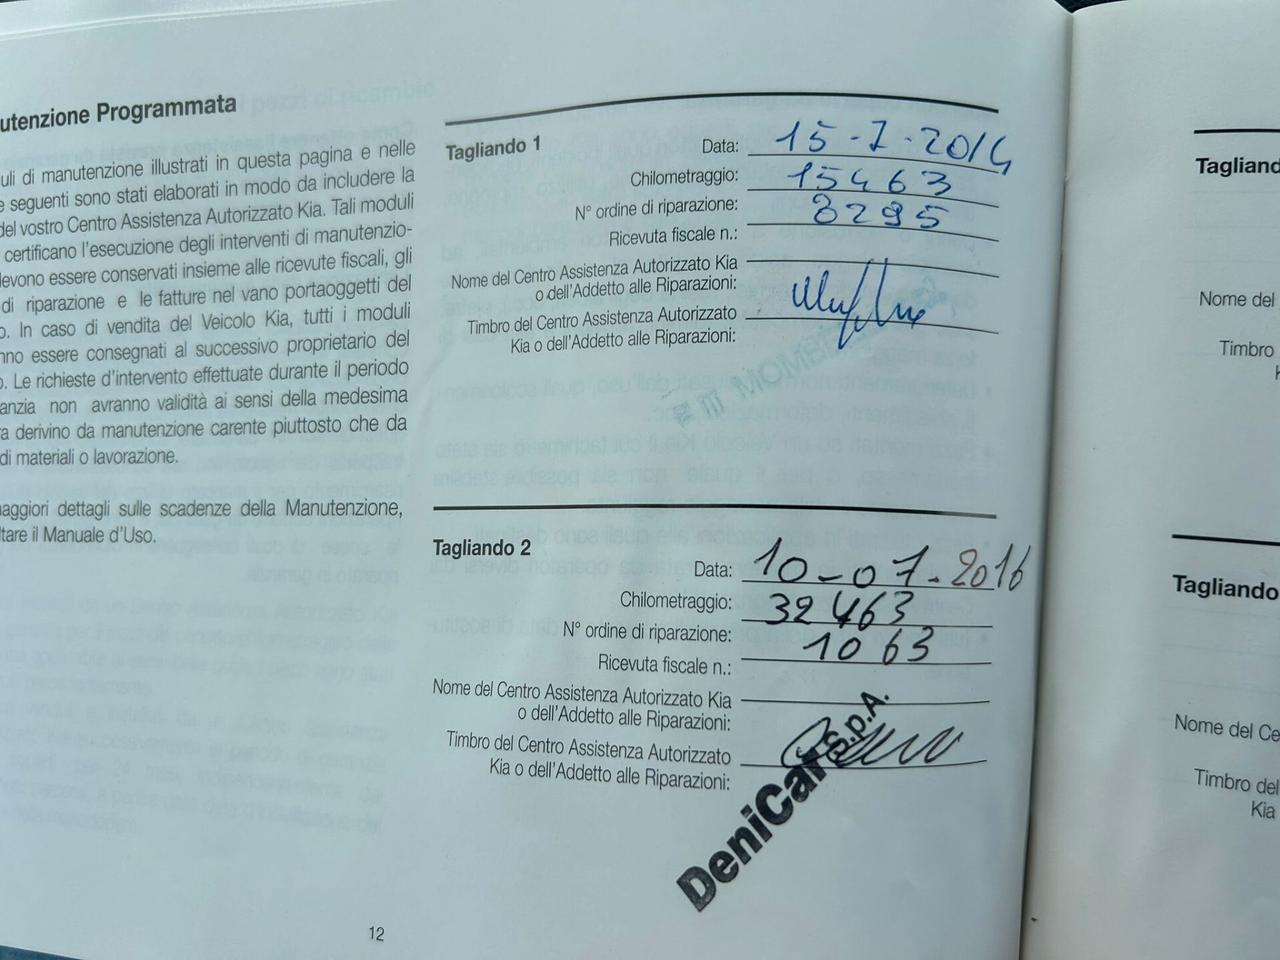 utenzione Programmata
uli di manutenzione illustrati in questa pagina e nelle
e seguenti sono stati elaborati in modo da includere la
del vostro Centro Assistenza Autorizzato Kia. Tali moduli
certificano l'esecuzione degli interventi di manutenzio-
levono essere conservati insieme alle ricevute fiscali, gli
di riparazione e le fatture nel vano portaoggetti del
o. In caso di vendita del Veicolo Kia, tutti i moduli
nno essere consegnati al successivo proprietario del
o. Le richieste d'intervento effettuate durante il periodo
anzia non avranno validità ai sensi della medesima
ra derivino da manutenzione carente piuttosto che da
di materiali o lavorazione.
aggiori dettagli sulle scadenze della Manutenzione,
ltare il Manuale d'Uso.
Tagliando 1
Data: 15-7-2014
Chilometraggio: 15463
N° ordine di riparazione: 3295
Ricevuta fiscale n.:
Nome del Centro Assistenza Autorizzato Kia
o dell'Addetto alle Riparazioni:
Timbro del Centro Assistenza Autorizzato
Kia o dell'Addetto alle Riparazioni:
Tagliando 2
Data: 10-07-2016
Chilometraggio: 32463
N° ordine di riparazione: 1063
Ricevuta fiscale n.:
Nome del Centro Assistenza Autorizzato Kia
o dell'Addetto alle Riparazioni:
Timbro del Centro Assistenza Autorizzato
Kia o dell'Addetto alle Riparazioni:
DeniCar S.p.A.
12
Tagliand
Nome del
Timbro
Tagliando
Nome del Ce
Timbro del
Kia